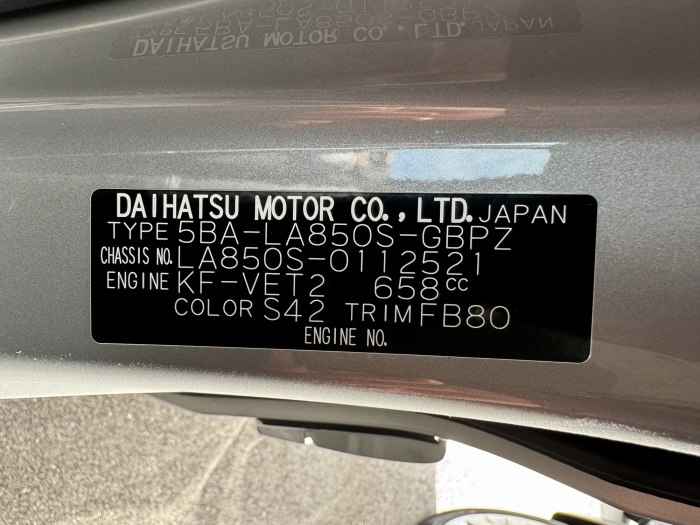 DAIHATSU MOTOR CO., LTD. JAPAN
TYPE 5BA-LA850S-GBPZ
CHASSIS NO. LA850S-0112521
ENGINE KF-VET2 658cc
COLOR S42 TRIM FB80
ENGINE NO.